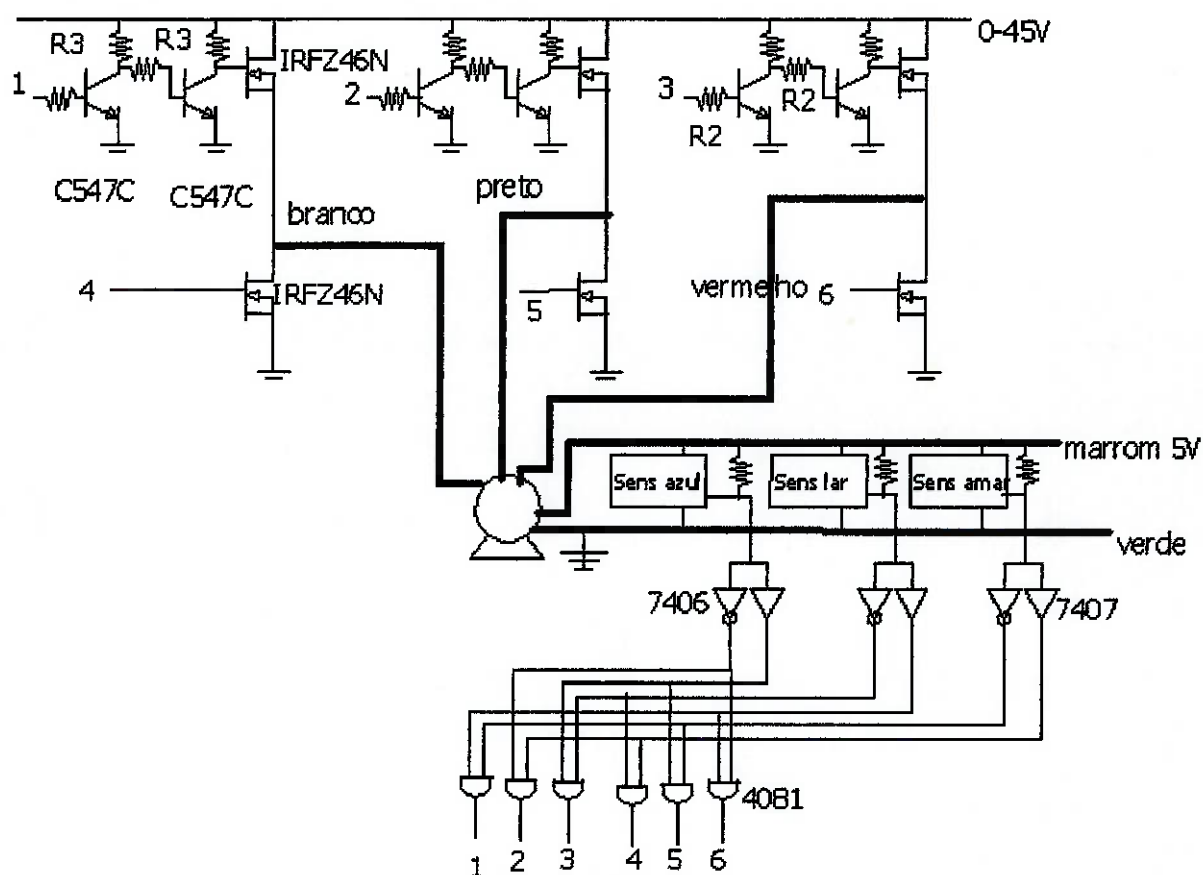 0-45V
R3
R3
IRFZ46N
1
2
3
R2
R2
C547C
C547C
preto
branco
4
IRFZ46N
5
vermelho
6
marrom 5V
Sens azul
Sens lar
Sens amar
verde
7406
7407
4081
1
2
3
4
5
6